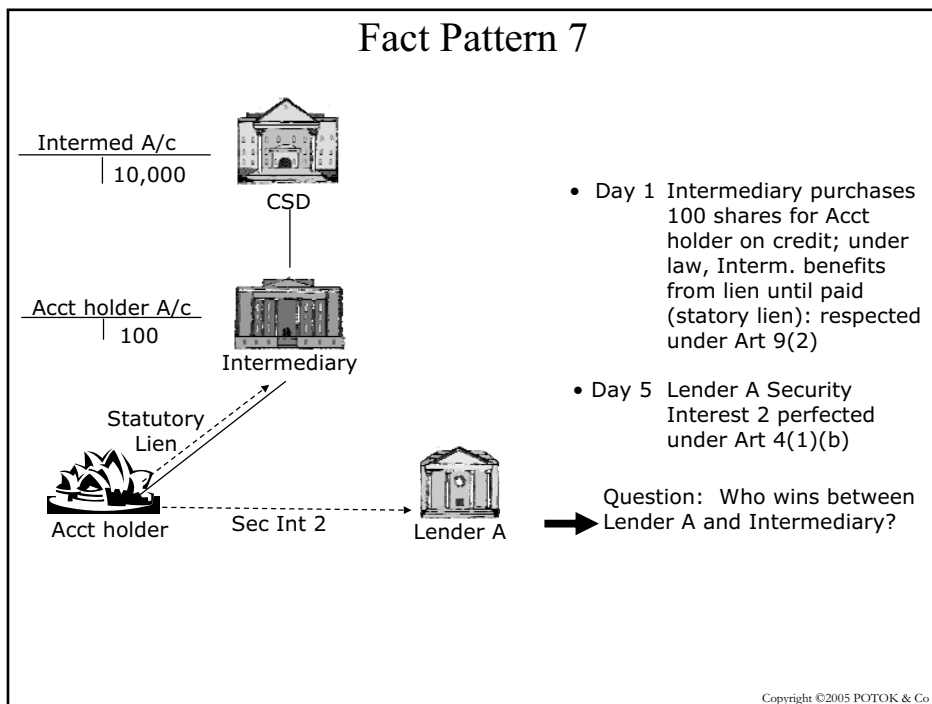 Fact Pattern 7
Intermed A/c
10,000
CSD
Acct holder A/c
100
Intermediary
Statutory
Lien
Acct holder
Sec Int 2
Lender A
• Day 1 Intermediary purchases
100 shares for Acct
holder on credit; under
law, Interm. benefits
from lien until paid
(statory lien): respected
under Art 9(2)
• Day 5 Lender A Security
Interest 2 perfected
under Art 4(1)(b)
Question: Who wins between
Lender A and Intermediary?
Copyright ©2005 POTOK & Co